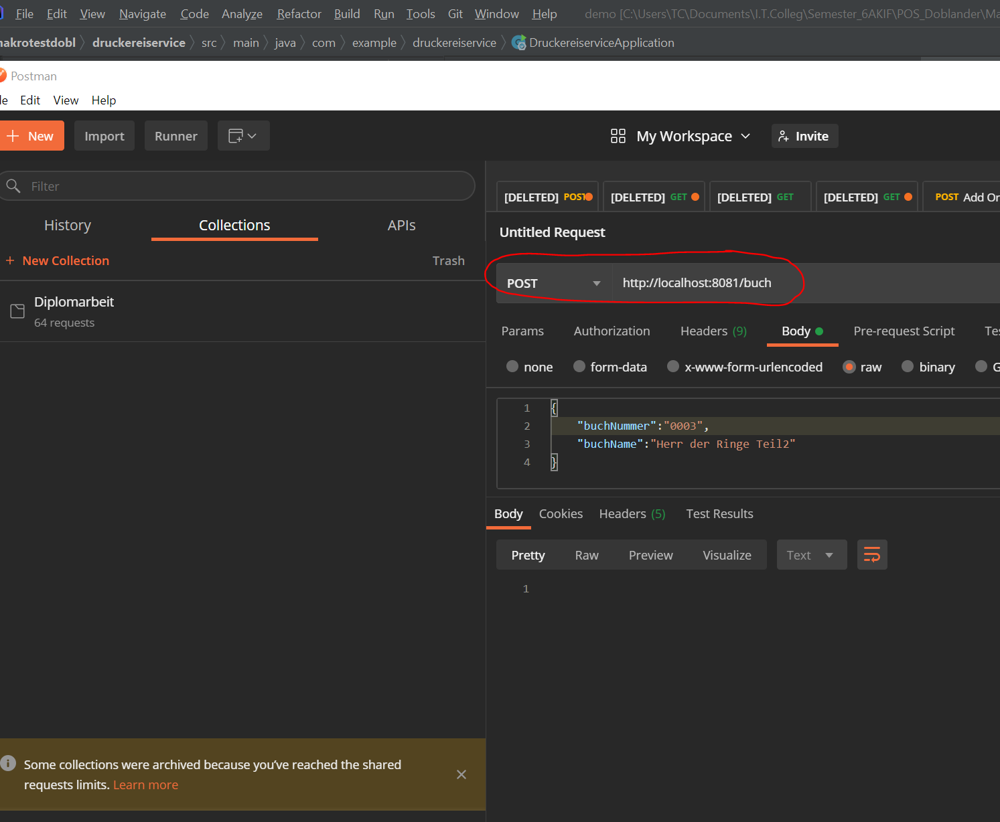 File Edit View Navigate Code Analyze Refactor Build Run Tools Git Window Help demo [C:\Users\TC\Documents\I.T.Colleg\Semester_6AKIF\POS_Doblander\Ma
nakrotestdobl druckereiservice src main java com example druckereiservice DruckereiserviceApplication
Postman
le Edit View Help
+ New Import Runner My Workspace Invite
Filter
[DELETED] POST [DELETED] GET [DELETED] GET [DELETED] GET POST Add Or
History Collections APIs
Untitled Request
+ New Collection Trash
POST http://localhost:8081/buch
Diplomarbeit
64 requests
Params Authorization Headers (9) Body Pre-request Script Tes
none form-data x-www-form-urlencoded raw binary G
1 {
2 "buchNummer":"0003",
3 "buchName":"Herr der Ringe Teil2"
4 }
Body Cookies Headers (5) Test Results
Pretty Raw Preview Visualize Text
1
Some collections were archived because you’ve reached the shared
requests limits. Learn more